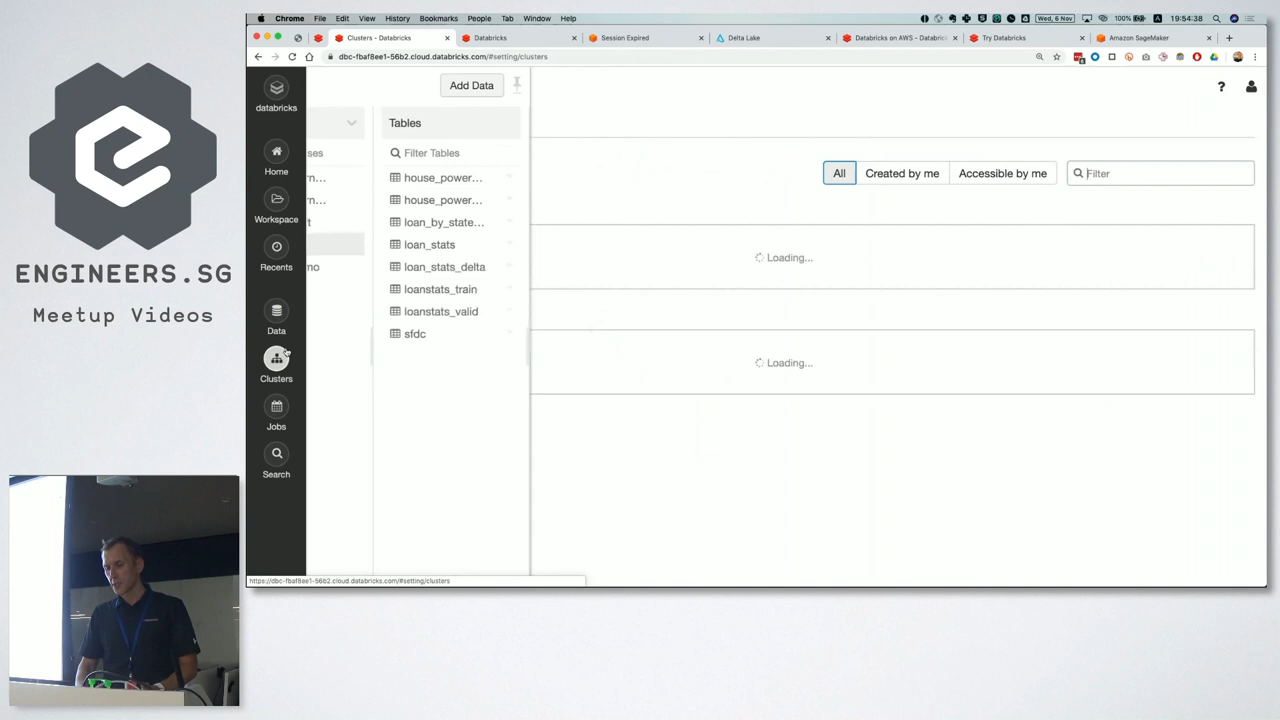 Chrome File Edit View History Bookmarks People Tab Window Help
Wed, 6 Nov
100%
19:54:38
Clusters - Databricks
Databricks
Session Expired
Delta Lake
Databricks on AWS - Databric
Try Databricks
Amazon SageMaker
dbc-fbaf8ee1-56b2.cloud.databricks.com/#setting/clusters
databricks
Home
Workspace
Recents
Data
Clusters
Jobs
Search
Add Data
ses
n...
n...
t
mo
Tables
Filter Tables
house_power...
house_power...
loan_by_state...
loan_stats
loan_stats_delta
loanstats_train
loanstats_valid
sfdc
?
All
Created by me
Accessible by me
Filter
Loading...
Loading...
https://dbc-fbaf8ee1-56b2.cloud.databricks.com/#setting/clusters
ENGINEERS.SG
Meetup Videos